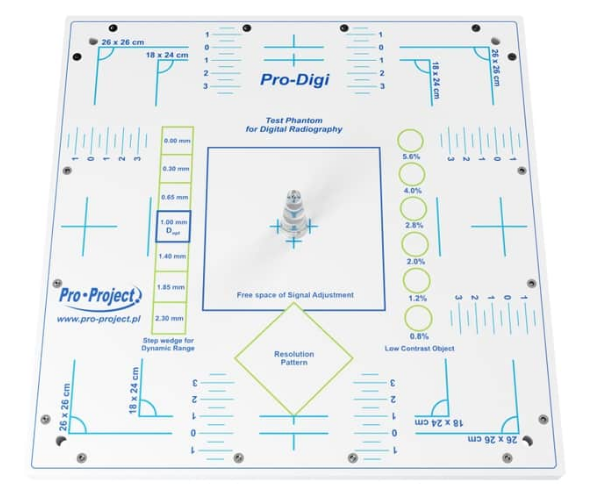 26 x 26 cm
18 x 24 cm
1
0
1
2
3
1
0
1
2
3
18 x 24 cm
26 x 26 cm
Pro-Digi
Test Phantom
for Digital Radiography
1 0 1 2 3
3 2 1 0 1
0.00 mm
0.30 mm
0.65 mm
1.00 mm
Dopt
1.40 mm
1.85 mm
2.30 mm
Step wedge for
Dynamic Range
5.6%
4.0%
2.8%
2.0%
1.2%
0.8%
Low Contrast Object
Free space of Signal Adjustment
Pro•Project
www.pro-project.pl
Resolution
Pattern
3 2 1 0 1
26 x 26 cm
18 x 24 cm
3
2
1
0
1
3
2
1
0
1
18 x 24 cm
26 x 26 cm